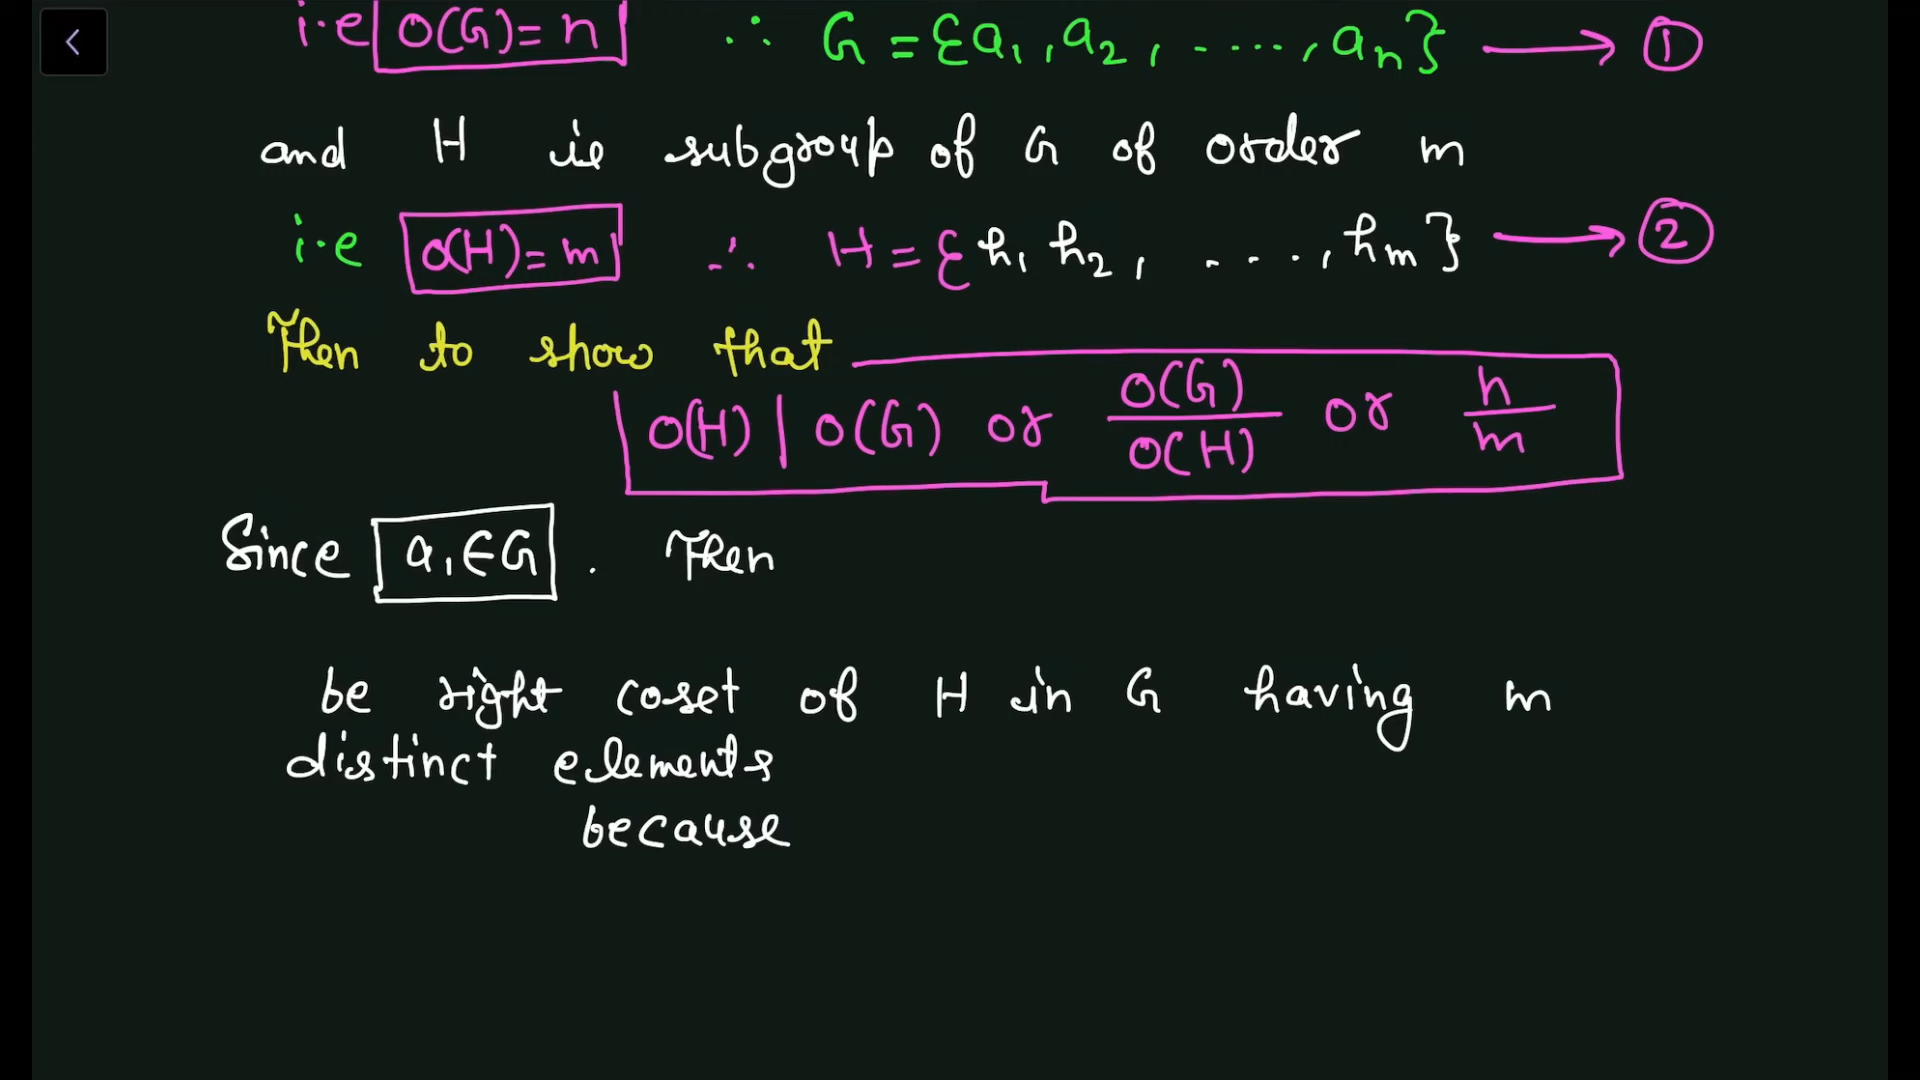 i.e O(G) = n ∴ G = {a₁, a₂, -----, aₙ} → ①
and H is subgroup of G of order m
i.e O(H) = m ∴ H = {h₁ h₂, ----, hₘ} → ②
Then to show that
O(H) | O(G) or O(G)/O(H) or n/m
Since a₁∈G . Then
be right coset of H in G having m
distinct elements
because